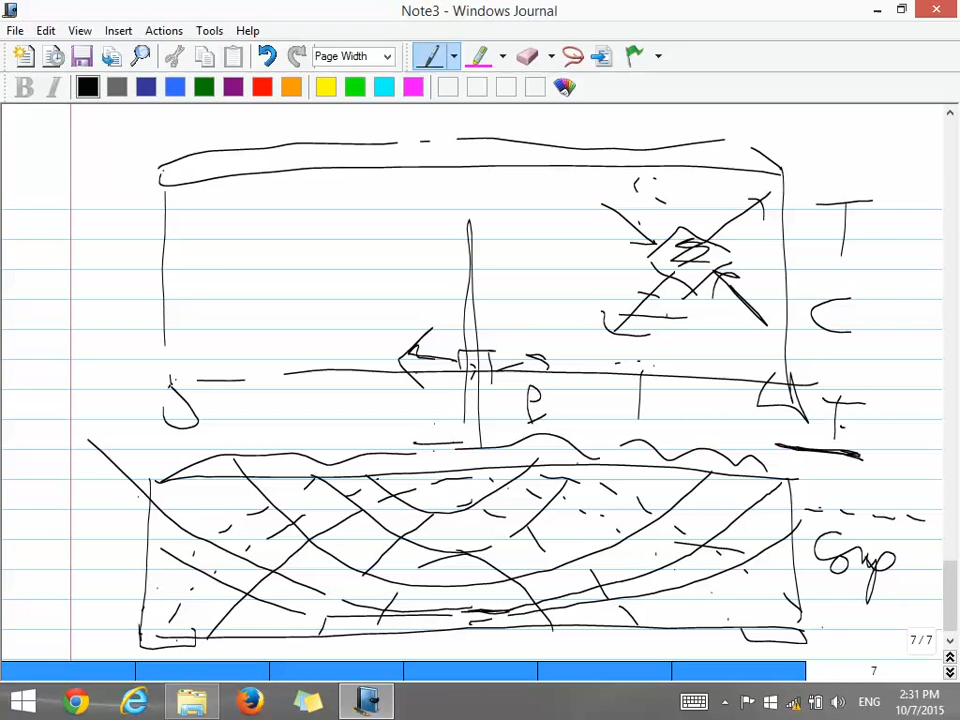 Note3 - Windows Journal
File Edit View Insert Actions Tools Help
Page Width
B I
T
C
P
T
7 / 7
7
ENG
2:31 PM
10/7/2015